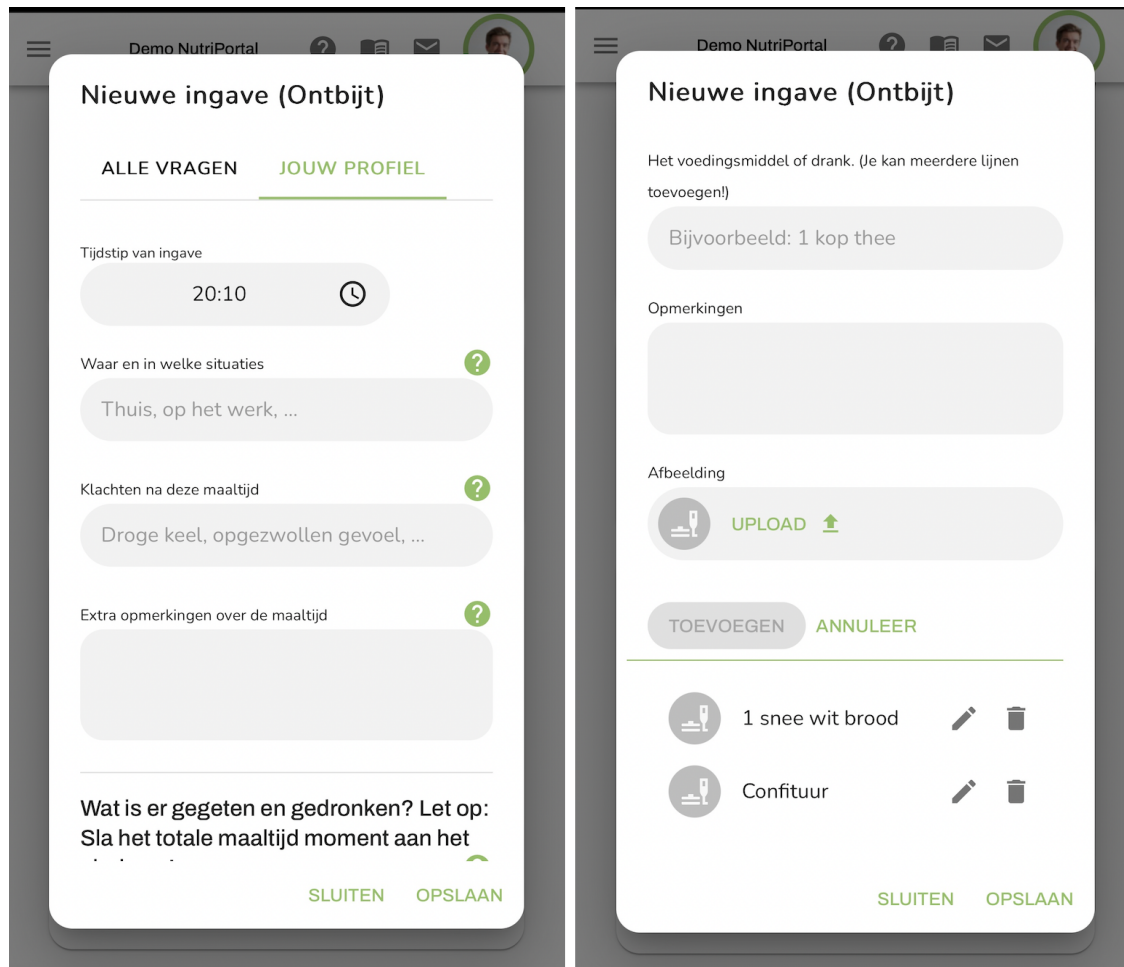 Demo NutriPortal
Nieuwe ingave (Ontbijt)
ALLE VRAGEN JOUW PROFIEL
Tijdstip van ingave
20:10
Waar en in welke situaties
?
Thuis, op het werk, ...
Klachten na deze maaltijd
?
Droge keel, opgezwollen gevoel, ...
Extra opmerkingen over de maaltijd
?
Wat is er gegeten en gedronken? Let op:
Sla het totale maaltijd moment aan het
SLUITEN OPSLAAN
Demo NutriPortal
Nieuwe ingave (Ontbijt)
Het voedingsmiddel of drank. (Je kan meerdere lijnen
toevoegen!)
Bijvoorbeeld: 1 kop thee
Opmerkingen
Afbeelding
UPLOAD
TOEVOEGEN ANNULEER
1 snee wit brood
Confituur
SLUITEN OPSLAAN